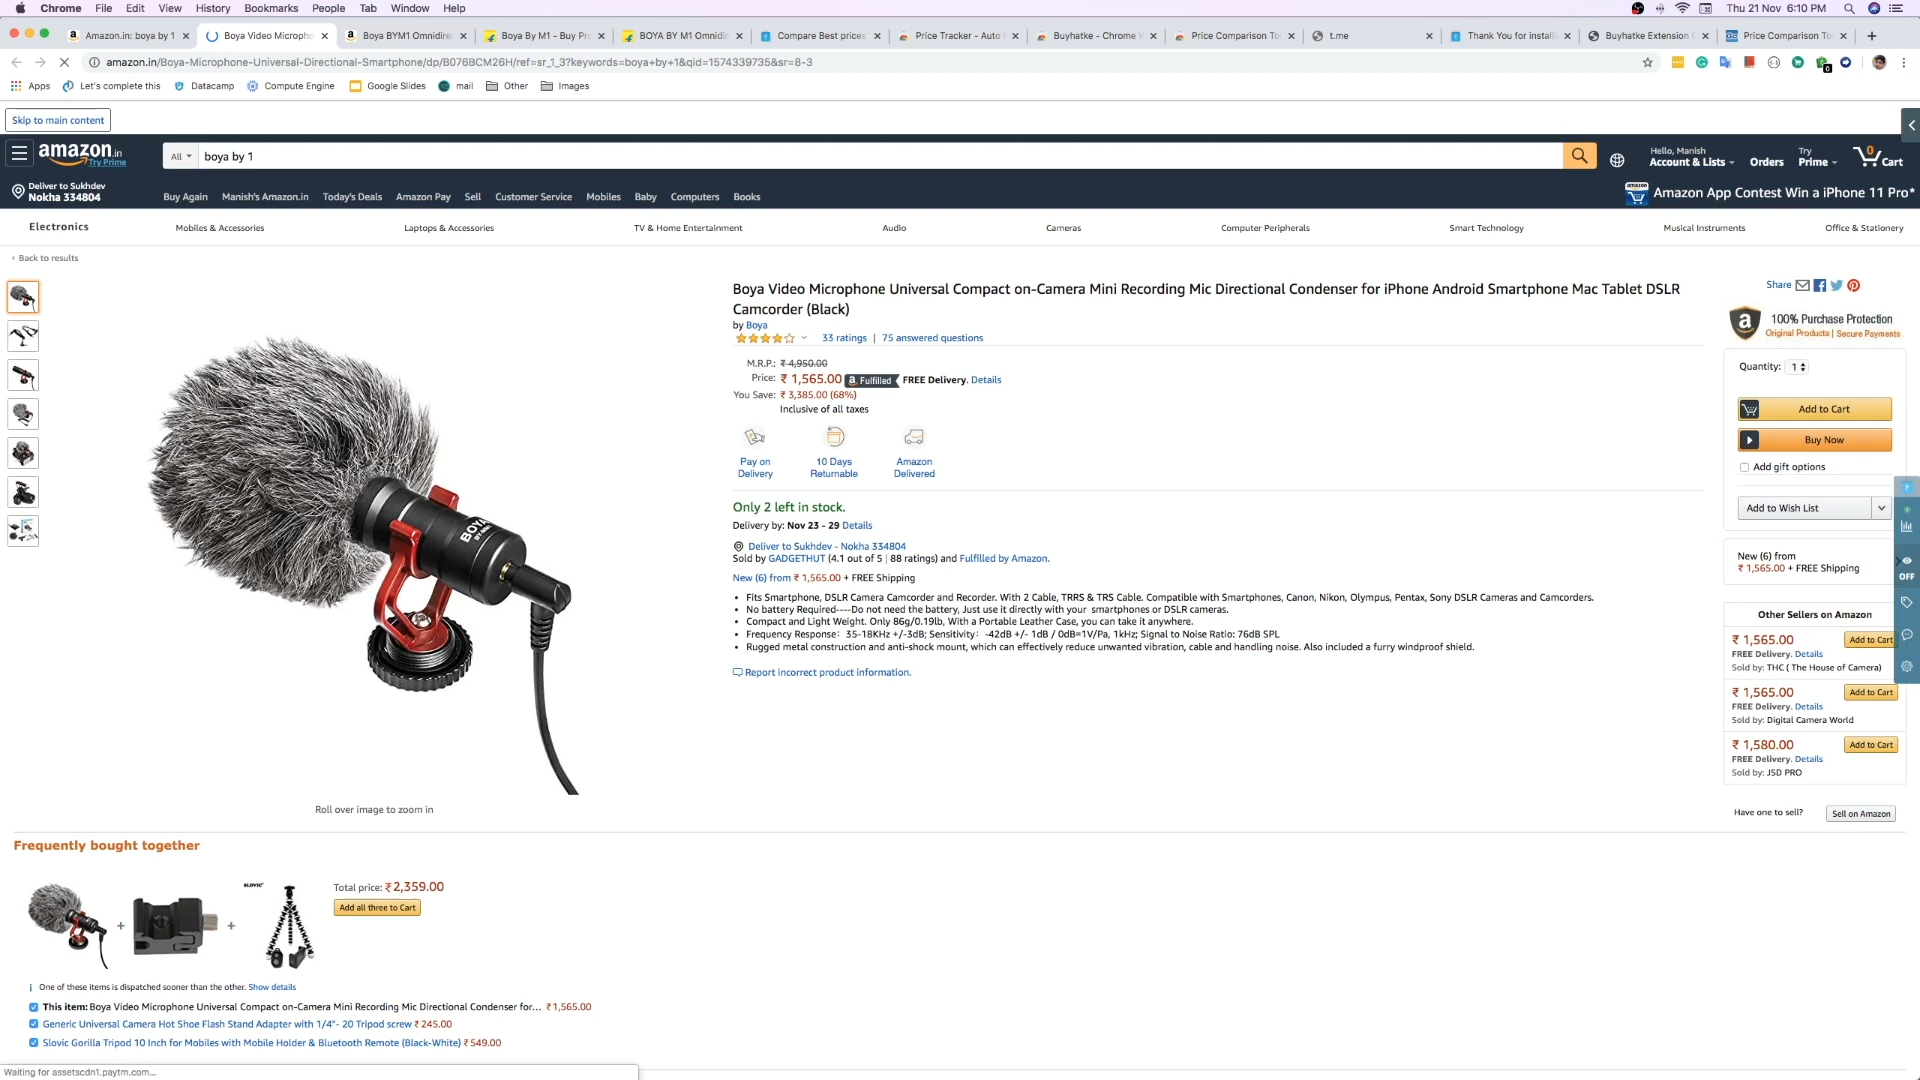 Chrome File Edit View History Bookmarks People Tab Window Help Thu 21 Nov 6:10 PM
Amazon.in: boya by 1 Boya Video Micropho Boya BYM1 Omnidire Boya By M1 - Buy Pr BOYA BY M1 Omnidir Compare Best prices Price Tracker - Auto Buyhatke - Chrome Price Comparison To t.me Thank You for install Buyhatke Extension Price Comparison To
amazon.in/Boya-Microphone-Universal-Directional-Smartphone/dp/B076BCM26H/ref=sr_1_3?keywords=boya+by+1&qid=1574339735&sr=8-3
Apps Let's complete this Datacamp Compute Engine Google Slides mail Other Images
Skip to main content
amazon.in
Try Prime
All boya by 1
Hello, Manish
Account & Lists
Orders
Try
Prime
0
Cart
Deliver to Sukhdev
Nokha 334804
Buy Again Manish's Amazon.in Today's Deals Amazon Pay Sell Customer Service Mobiles Baby Computers Books
Amazon App Contest Win a iPhone 11 Pro*
Electronics Mobiles & Accessories Laptops & Accessories TV & Home Entertainment Audio Cameras Computer Peripherals Smart Technology Musical Instruments Office & Stationery
‹ Back to results
Boya Video Microphone Universal Compact on-Camera Mini Recording Mic Directional Condenser for iPhone Android Smartphone Mac Tablet DSLR
Camcorder (Black)
by Boya
33 ratings | 75 answered questions
M.R.P.: ₹ 4,950.00
Price: ₹ 1,565.00 a Fulfilled FREE Delivery. Details
You Save: ₹ 3,385.00 (68%)
Inclusive of all taxes
Pay on
Delivery
10 Days
Returnable
Amazon
Delivered
Only 2 left in stock.
Delivery by: Nov 23 - 29 Details
Deliver to Sukhdev - Nokha 334804
Sold by GADGETHUT (4.1 out of 5 | 88 ratings) and Fulfilled by Amazon.
New (6) from ₹ 1,565.00 + FREE Shipping
• Fits Smartphone, DSLR Camera Camcorder and Recorder. With 2 Cable, TRRS & TRS Cable. Compatible with Smartphones, Canon, Nikon, Olympus, Pentax, Sony DSLR Cameras and Camcorders.
• No battery Required----Do not need the battery, Just use it directly with your smartphones or DSLR cameras.
• Compact and Light Weight. Only 86g/0.19lb, With a Portable Leather Case, you can take it anywhere.
• Frequency Response: 35-18KHz +/-3dB; Sensitivity: -42dB +/- 1dB / 0dB=1V/Pa, 1kHz; Signal to Noise Ratio: 76dB SPL
• Rugged metal construction and anti-shock mount, which can effectively reduce unwanted vibration, cable and handling noise. Also included a furry windproof shield.
Report incorrect product information.
BOYA
Roll over image to zoom in
Share
100% Purchase Protection
Original Products | Secure Payments
Quantity: 1
Add to Cart
Buy Now
Add gift options
Add to Wish List
New (6) from
₹ 1,565.00 + FREE Shipping
OFF
Other Sellers on Amazon
₹ 1,565.00 Add to Cart
FREE Delivery. Details
Sold by: THC ( The House of Camera)
₹ 1,565.00 Add to Cart
FREE Delivery. Details
Sold by: Digital Camera World
₹ 1,580.00 Add to Cart
FREE Delivery. Details
Sold by: JSD PRO
Have one to sell? Sell on Amazon
Frequently bought together
SLOVIC
Total price: ₹2,359.00
Add all three to Cart
+ +
i One of these items is dispatched sooner than the other. Show details
This item: Boya Video Microphone Universal Compact on-Camera Mini Recording Mic Directional Condenser for... ₹1,565.00
Generic Universal Camera Hot Shoe Flash Stand Adapter with 1/4"- 20 Tripod screw ₹ 245.00
Slovic Gorilla Tripod 10 Inch for Mobiles with Mobile Holder & Bluetooth Remote (Black-White) ₹549.00
Waiting for assetscdn1.paytm.com...